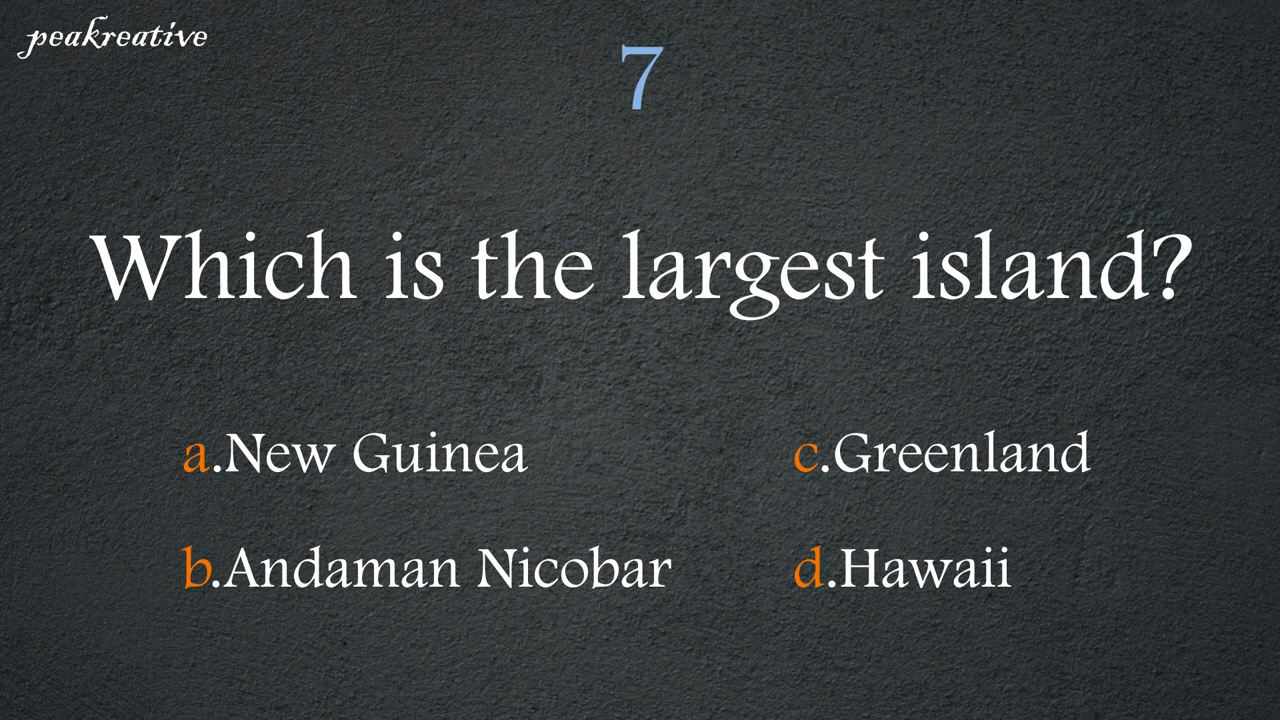 peakreative
7
Which is the largest island?
a.New Guinea
c.Greenland
b.Andaman Nicobar
d.Hawaii